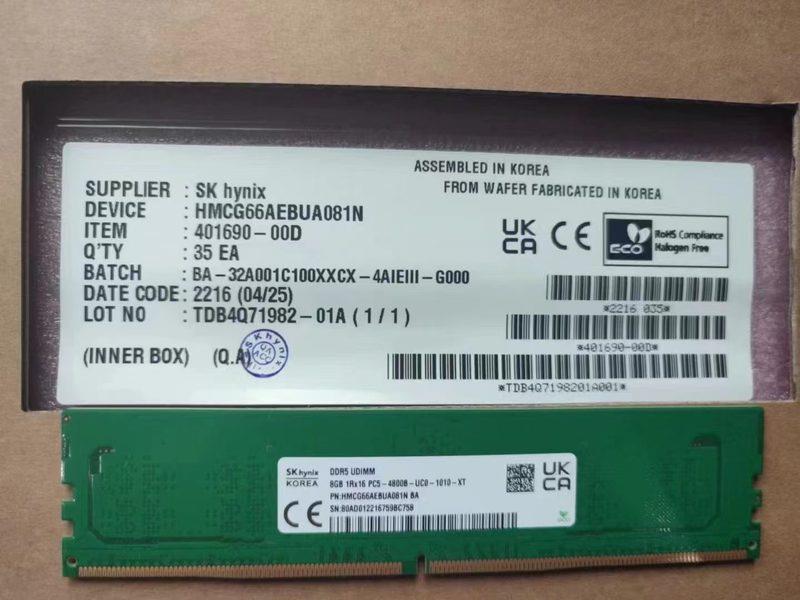 ASSEMBLED IN KOREA
FROM WAFER FABRICATED IN KOREA
SUPPLIER : SK hynix
DEVICE : HMCG66AEBUA081N
ITEM : 401690-00D
Q'TY : 35 EA
BATCH : BA-32A001C100XXCX-4AIEIII-G000
DATE CODE : 2216 (04/25)
LOT NO : TDB4Q71982-01A (1/1)
(INNER BOX) (Q.A)
SK hynix
UK
CA
CE
ECO
RoHS Compliance
Halogen Free
*2216 035*
*401690-00D*
*TDB4Q7198201A001*
SK hynix
KOREA
CE
DDR5 UDIMM
8GB 1Rx16 PC5-4800B-UC0-1010-XT
PN:HMCG66AEBUA081N BA
SN:80AD012216759BC758
UK
CA